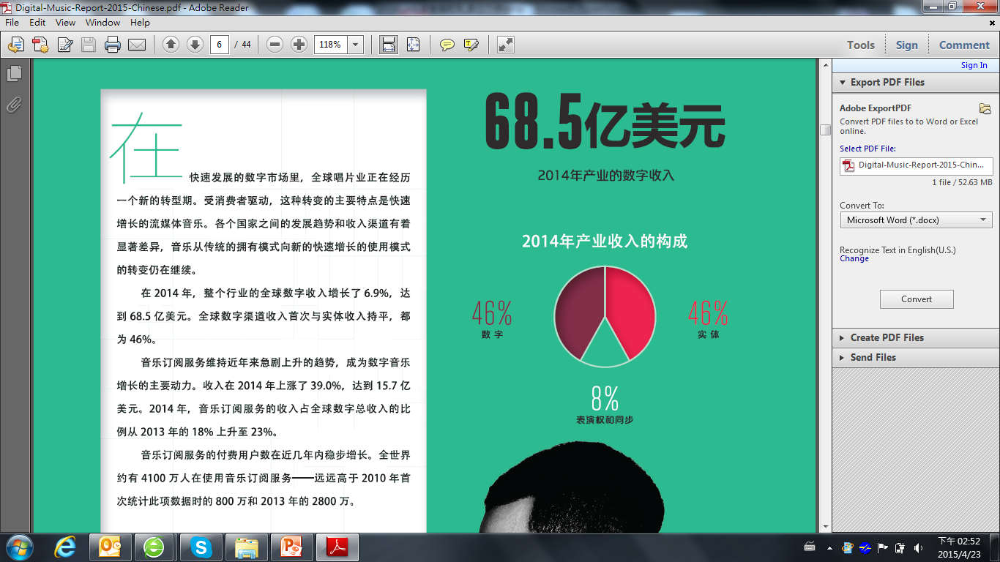 Digital-Music-Report-2015-Chinese.pdf - Adobe Reader
File Edit View Window Help
6 / 44 118% Tools Sign Comment
Sign In
Export PDF Files
Adobe ExportPDF
Convert PDF files to to Word or Excel
online.
Select PDF File:
Digital-Music-Report-2015-Chin...
1 file / 52.63 MB
Convert To:
Microsoft Word (*.docx)
Recognize Text in English(U.S.)
Change
Convert
Create PDF Files
Send Files
在
快速发展的数字市场里，全球唱片业正在经历
一个新的转型期。受消费者驱动，这种转变的主要特点是快速
增长的流媒体音乐。各个国家之间的发展趋势和收入渠道有着
显著差异，音乐从传统的拥有模式向新的快速增长的使用模式
的转变仍在继续。
在 2014 年，整个行业的全球数字收入增长了 6.9%，达
到 68.5 亿美元。全球数字渠道收入首次与实体收入持平，都
为 46%。
音乐订阅服务维持近年来急剧上升的趋势，成为数字音乐
增长的主要动力。收入在 2014 年上涨了 39.0%，达到 15.7 亿
美元。2014 年，音乐订阅服务的收入占全球数字总收入的比
例从 2013 年的 18% 上升至 23%。
音乐订阅服务的付费用户数在近几年内稳步增长。全世界
约有 4100 万人在使用音乐订阅服务——远远高于 2010 年首
次统计此项数据时的 800 万和 2013 年的 2800 万。
68.5亿美元
2014年产业的数字收入
2014年产业收入的构成
46%
数字
46%
实体
8%
表演权和同步
下午 02:52
2015/4/23